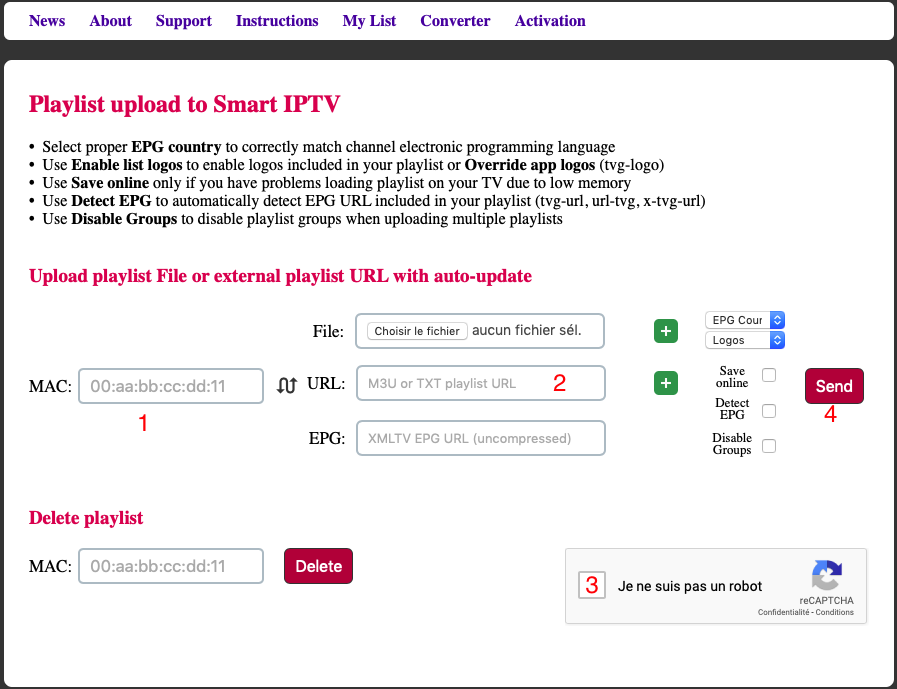 News About Support Instructions My List Converter Activation
Playlist upload to Smart IPTV
• Select proper EPG country to correctly match channel electronic programming language
• Use Enable list logos to enable logos included in your playlist or Override app logos (tvg-logo)
• Use Save online only if you have problems loading playlist on your TV due to low memory
• Use Detect EPG to automatically detect EPG URL included in your playlist (tvg-url, url-tvg, x-tvg-url)
• Use Disable Groups to disable playlist groups when uploading multiple playlists
Upload playlist File or external playlist URL with auto-update
File: Choisir le fichier aucun fichier sél. + EPG Cour
Logos
MAC: 00:aa:bb:cc:dd:11 URL: M3U or TXT playlist URL 2 + Save
online
Send
1
Detect
EPG
4
EPG: XMLTV EPG URL (uncompressed) Disable
Groups
Delete playlist
MAC: 00:aa:bb:cc:dd:11 Delete
3 Je ne suis pas un robot
reCAPTCHA
Confidentialité - Conditions